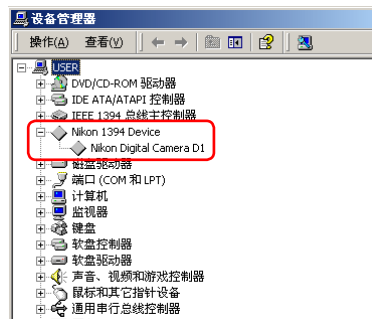 设备管理器
操作(A) 查看(V)
USER
DVD/CD-ROM 驱动器
IDE ATA/ATAPI 控制器
IEEE 1394 总线主控制器
Nikon 1394 Device
Nikon Digital Camera D1
磁盘驱动器
端口 (COM 和 LPT)
计算机
监视器
键盘
软盘控制器
软盘驱动器
声音、视频和游戏控制器
鼠标和其它指针设备
通用串行总线控制器